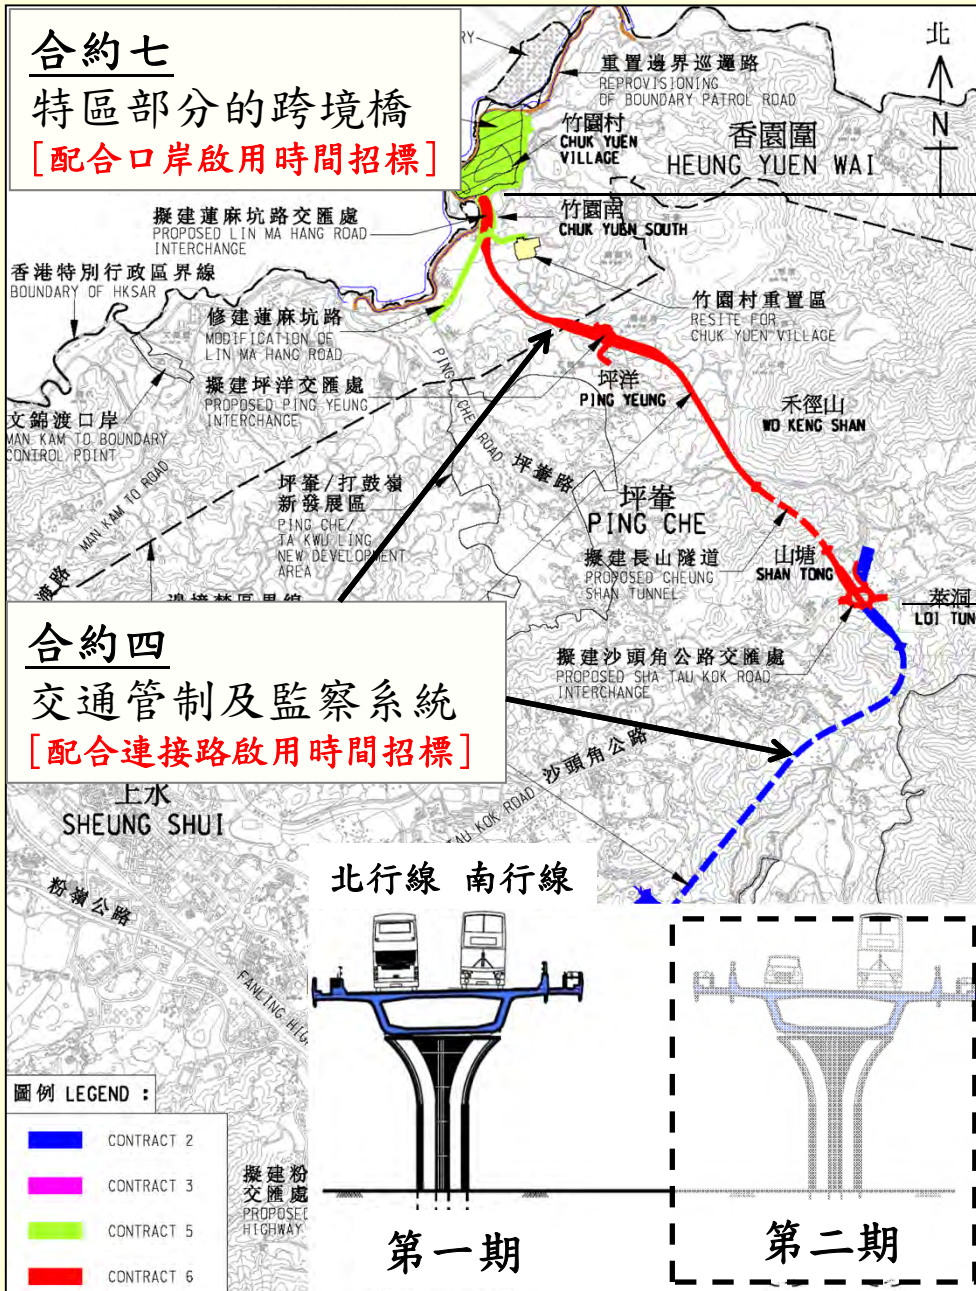 合約七
特區部分的跨境橋
[配合口岸啟用時間招標]
RY
重置邊界巡邏路
REPROVISIONING
OF BOUNDARY PATROL ROAD
北
N
竹園村
CHUK YUEN
VILLAGE
香園圍
HEUNG YUEN WAI
擬建蓮麻坑路交匯處
PROPOSED LIN MA HANG ROAD
INTERCHANGE
竹園南
CHUK YUEN SOUTH
香港特別行政區界線
BOUNDARY OF HKSAR
修建蓮麻坑路
MODIFICATION OF
LIN MA HANG ROAD
竹園村重置區
RESITE FOR
CHUK YUEN VILLAGE
擬建坪洋交匯處
PROPOSED PING YEUNG
INTERCHANGE
坪洋
PING YEUNG
禾徑山
WO KENG SHAN
文錦渡口岸
MAN KAM TO BOUNDARY
CONTROL POINT
PING CHE ROAD
坪輋路
MAN KAM TO ROAD
坪輋/打鼓嶺
新發展區
PING CHE/
TA KWU LING
NEW DEVELOPMENT
AREA
坪輋
PING CHE
擬建長山隧道
PROPOSED CHEUNG
SHAN TUNNEL
山塘
SHAN TONG
渡路
邊境禁區界線
萊洞
LOI TUN
合約四
交通管制及監察系統
[配合連接路啟用時間招標]
擬建沙頭角公路交匯處
PROPOSED SHA TAU KOK ROAD
INTERCHANGE
沙頭角公路
TAU KOK ROAD
上水
SHEUNG SHUI
粉嶺公路
FANLING HIG
北行線 南行線
圖例 LEGEND :
CONTRACT 2
CONTRACT 3
CONTRACT 5
CONTRACT 6
擬建粉
交匯處
PROPOSED
HIGHWAY
第一期
第二期